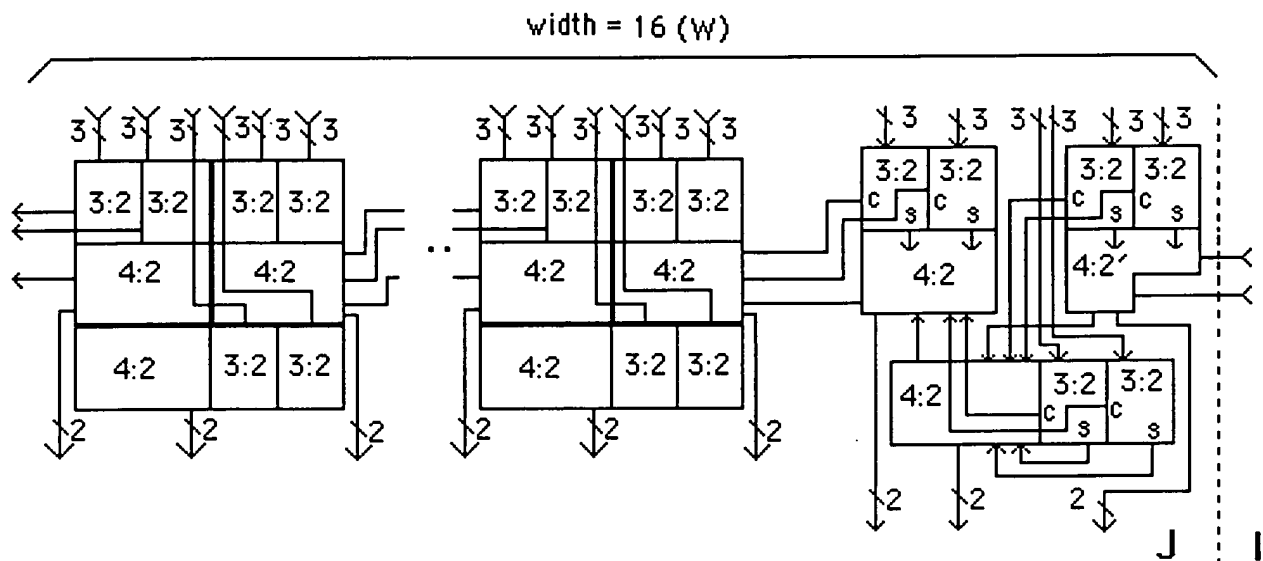 width = 16 (W)
3 3 3 3 3 3 3 3 3 3 3 3 3 3 3 3 3 3
3:2 3:2 3:2 3:2 3:2 3:2 3:2 3:2 3:2 3:2 3:2 3:2
C S C S C S C S
4:2 4:2 .. 4:2 4:2 4:2 4:2′
4:2 3:2 3:2 4:2 3:2 3:2 4:2 3:2 3:2
C S C S
2 2 2 2 2 2 2 2 2
J I